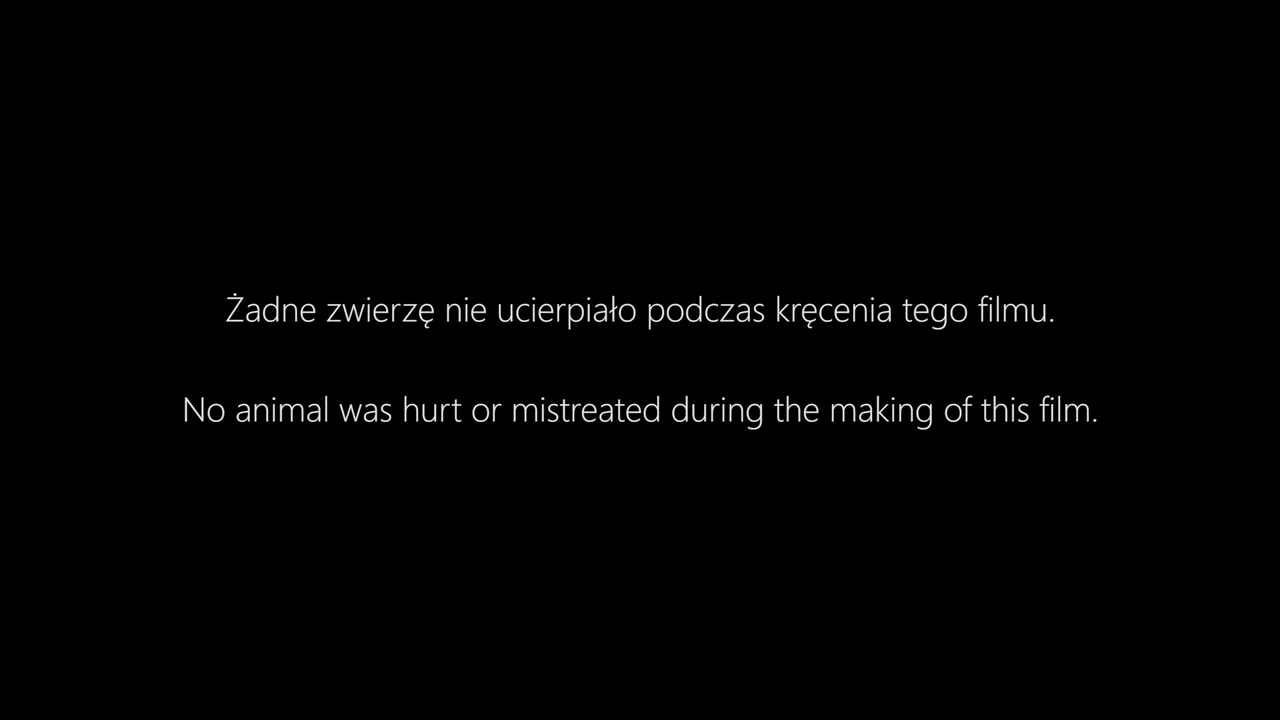 Żadne zwierzę nie ucierpiało podczas kręcenia tego filmu.
No animal was hurt or mistreated during the making of this film.